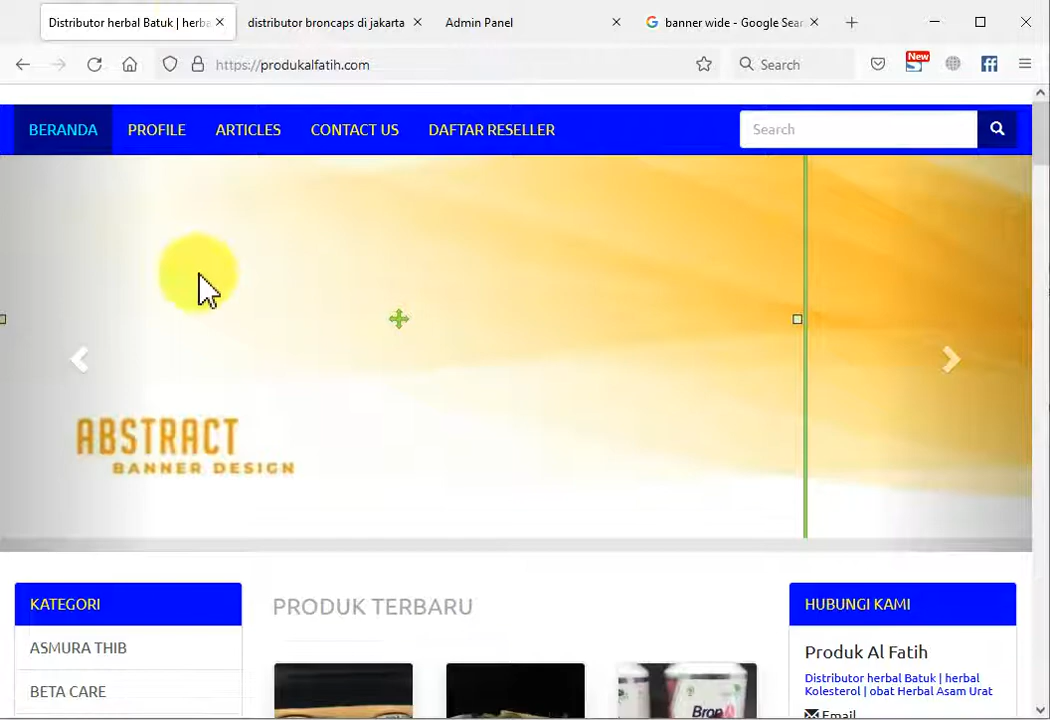 Distributor herbal Batuk | herba
distributor broncaps di jakarta
Admin Panel
banner wide - Google Sear
https://produkalfatih.com
Search
New
BERANDA
PROFILE
ARTICLES
CONTACT US
DAFTAR RESELLER
Search
ABSTRACT
BANNER DESIGN
KATEGORI
PRODUK TERBARU
HUBUNGI KAMI
ASMURA THIB
Produk Al Fatih
Distributor herbal Batuk | herbal
Kolesterol | obat Herbal Asam Urat
BETA CARE
Email